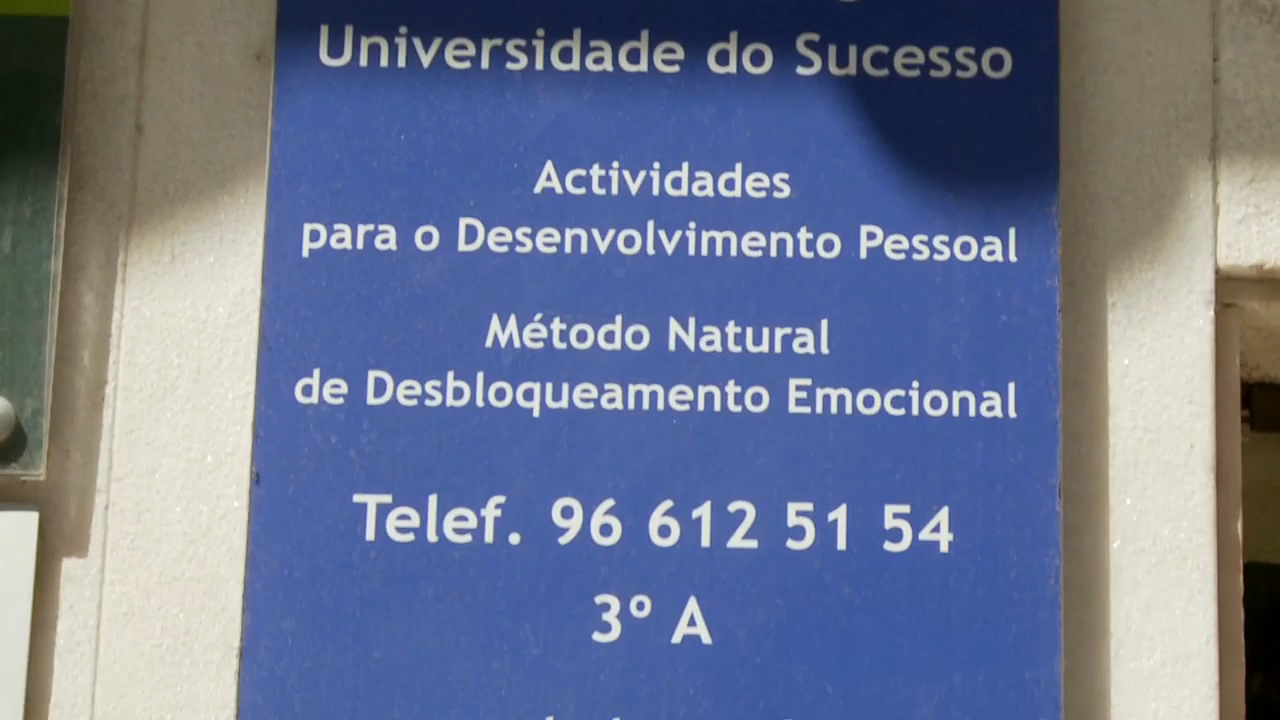 Universidade do Sucesso
Actividades
para o Desenvolvimento Pessoal
Método Natural
de Desbloqueamento Emocional
Telef. 96 612 51 54
3º A